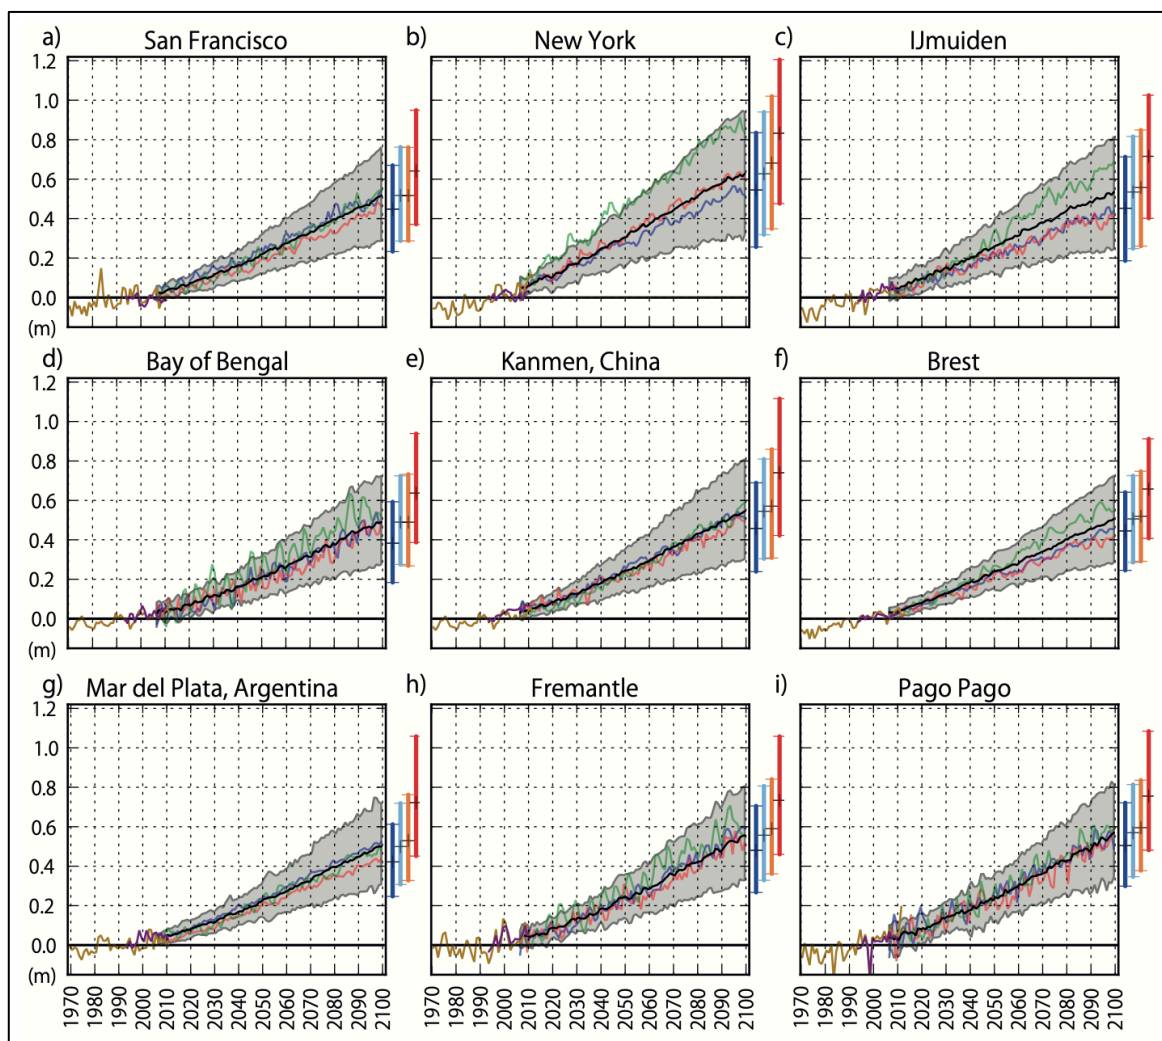 a) San Francisco
b) New York
c) IJmuiden
1.2
1.0
0.8
0.6
0.4
0.2
0.0
(m)
d) Bay of Bengal
e) Kanmen, China
f) Brest
1.2
1.0
0.8
0.6
0.4
0.2
0.0
(m)
g) Mar del Plata, Argentina
h) Fremantle
i) Pago Pago
1.2
1.0
0.8
0.6
0.4
0.2
0.0
(m)
1970 1980 1990 2000 2010 2020 2030 2040 2050 2060 2070 2080 2090 2100
1970 1980 1990 2000 2010 2020 2030 2040 2050 2060 2070 2080 2090 2100
1970 1980 1990 2000 2010 2020 2030 2040 2050 2060 2070 2080 2090 2100